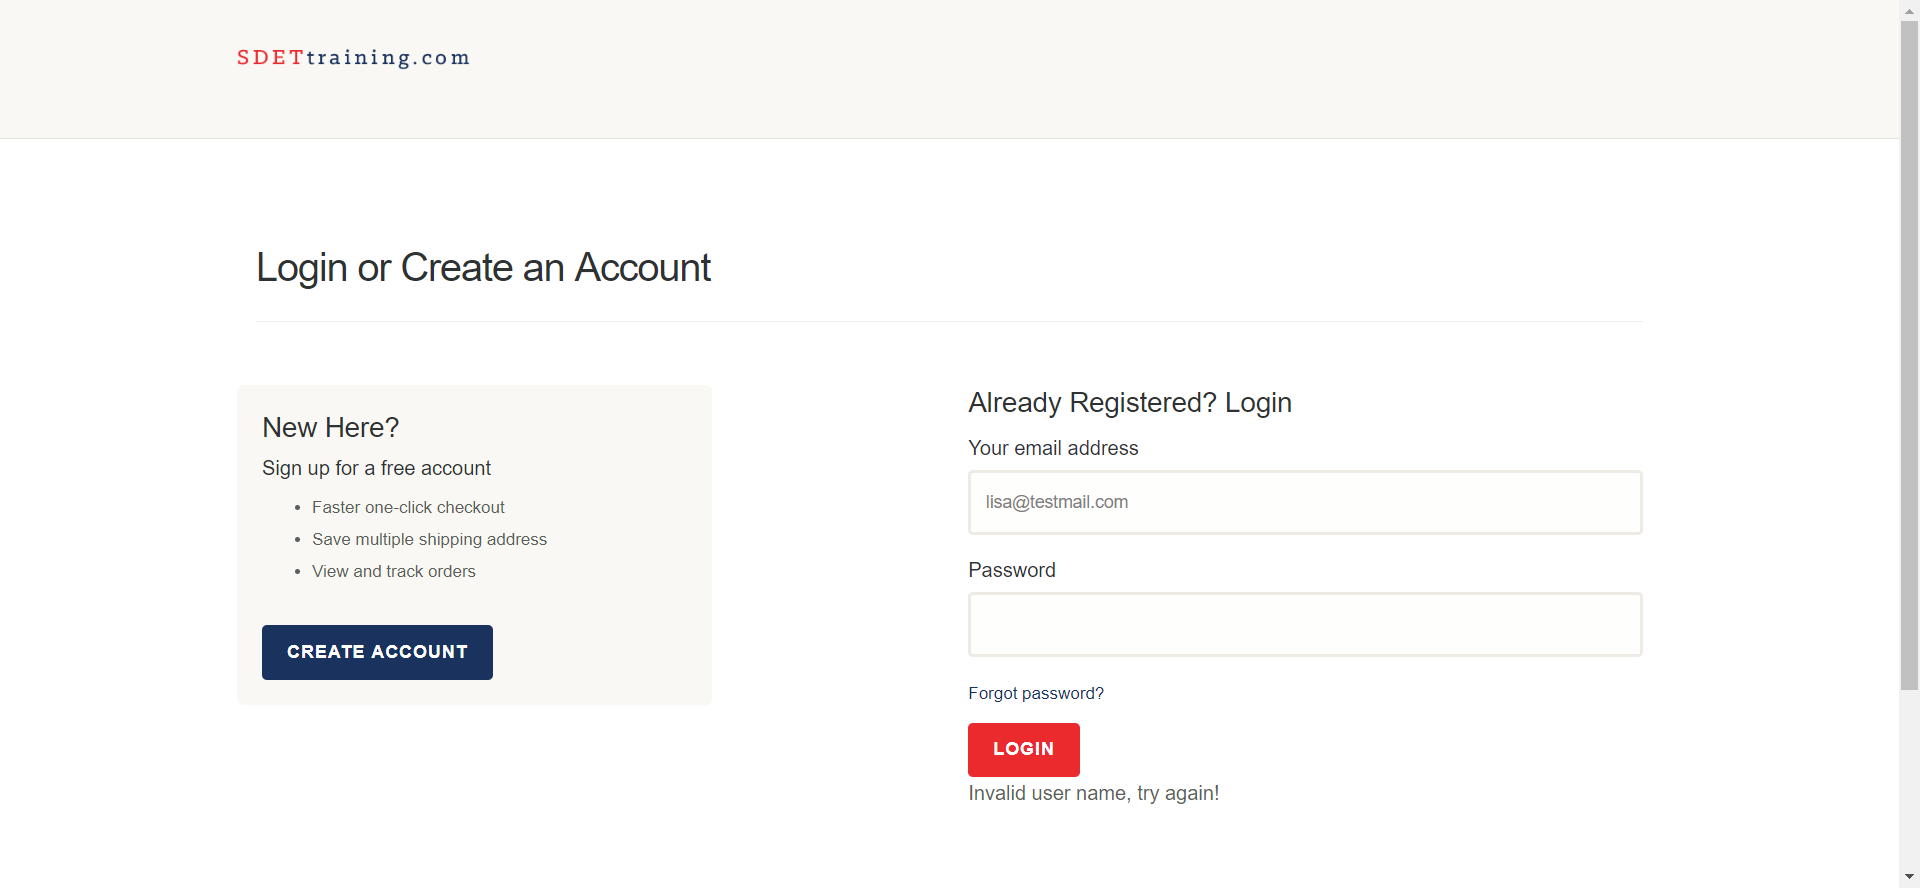 SDETtraining.com
Login or Create an Account
New Here?
Sign up for a free account
Faster one-click checkout
Save multiple shipping address
View and track orders
CREATE ACCOUNT
Already Registered? Login
Your email address
lisa@testmail.com
Password
Forgot password?
LOGIN
Invalid user name, try again!